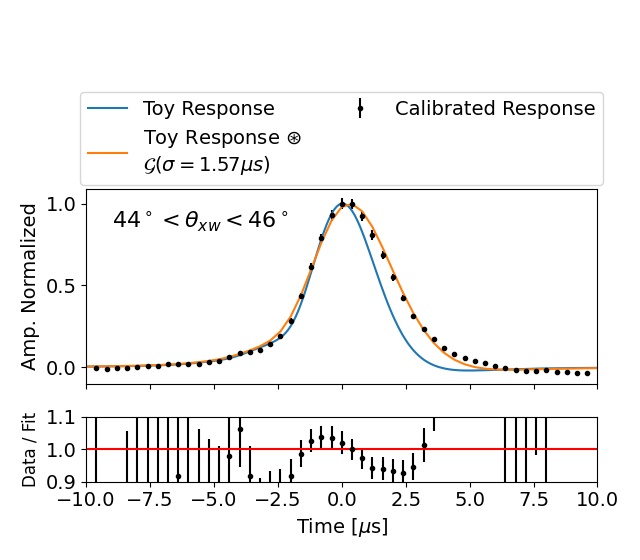 Toy Response
Calibrated Response
Toy Response ⊛
𝒢(σ = 1.57μs)
44° < θxw < 46°
Amp. Normalized
1.0
0.5
0.0
Data / Fit
1.1
1.0
0.9
−10.0 −7.5 −5.0 −2.5 0.0 2.5 5.0 7.5 10.0
Time [μs]